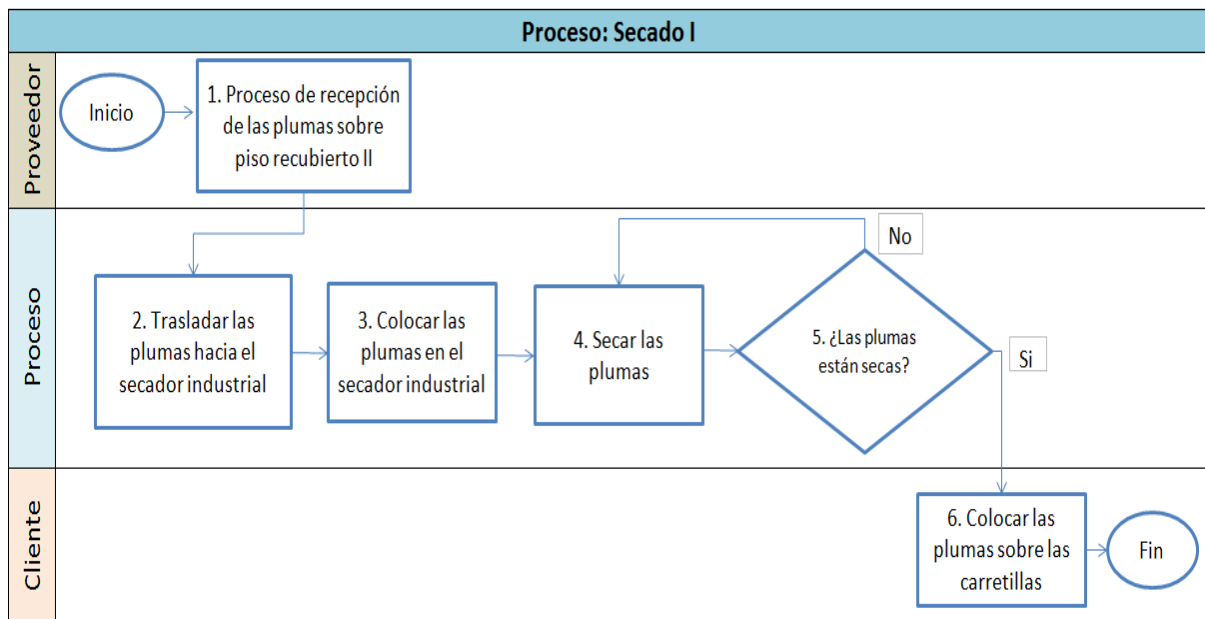 Proceso: Secado I
Proveedor
Inicio
1. Proceso de recepción
de las plumas sobre
piso recubierto II
Proceso
2. Trasladar las
plumas hacia el
secador industrial
3. Colocar las
plumas en el
secador industrial
4. Secar las
plumas
5. ¿Las plumas
están secas?
No
Si
Cliente
6. Colocar las
plumas sobre las
carretillas
Fin